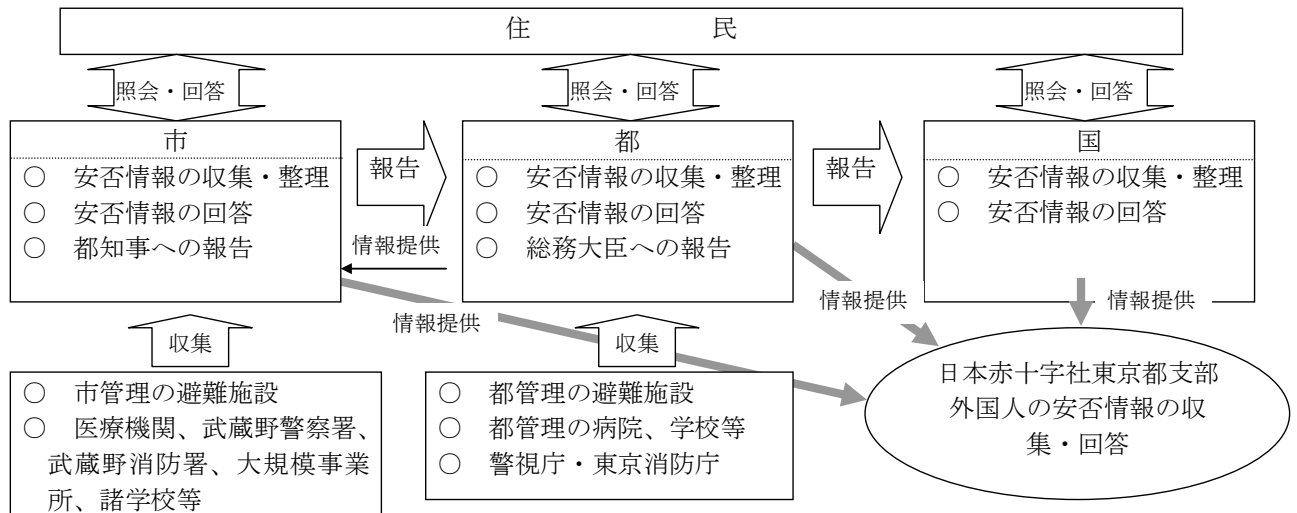 住 民
照会・回答
照会・回答
照会・回答
市
○ 安否情報の収集・整理
○ 安否情報の回答
○ 都知事への報告
報告
情報提供
都
○ 安否情報の収集・整理
○ 安否情報の回答
○ 総務大臣への報告
報告
国
○ 安否情報の収集・整理
○ 安否情報の回答
情報提供
情報提供
情報提供
収集
収集
○ 市管理の避難施設
○ 医療機関、武蔵野警察署、
武蔵野消防署、大規模事業
所、諸学校等
○ 都管理の避難施設
○ 都管理の病院、学校等
○ 警視庁・東京消防庁
日本赤十字社東京都支部
外国人の安否情報の収
集・回答